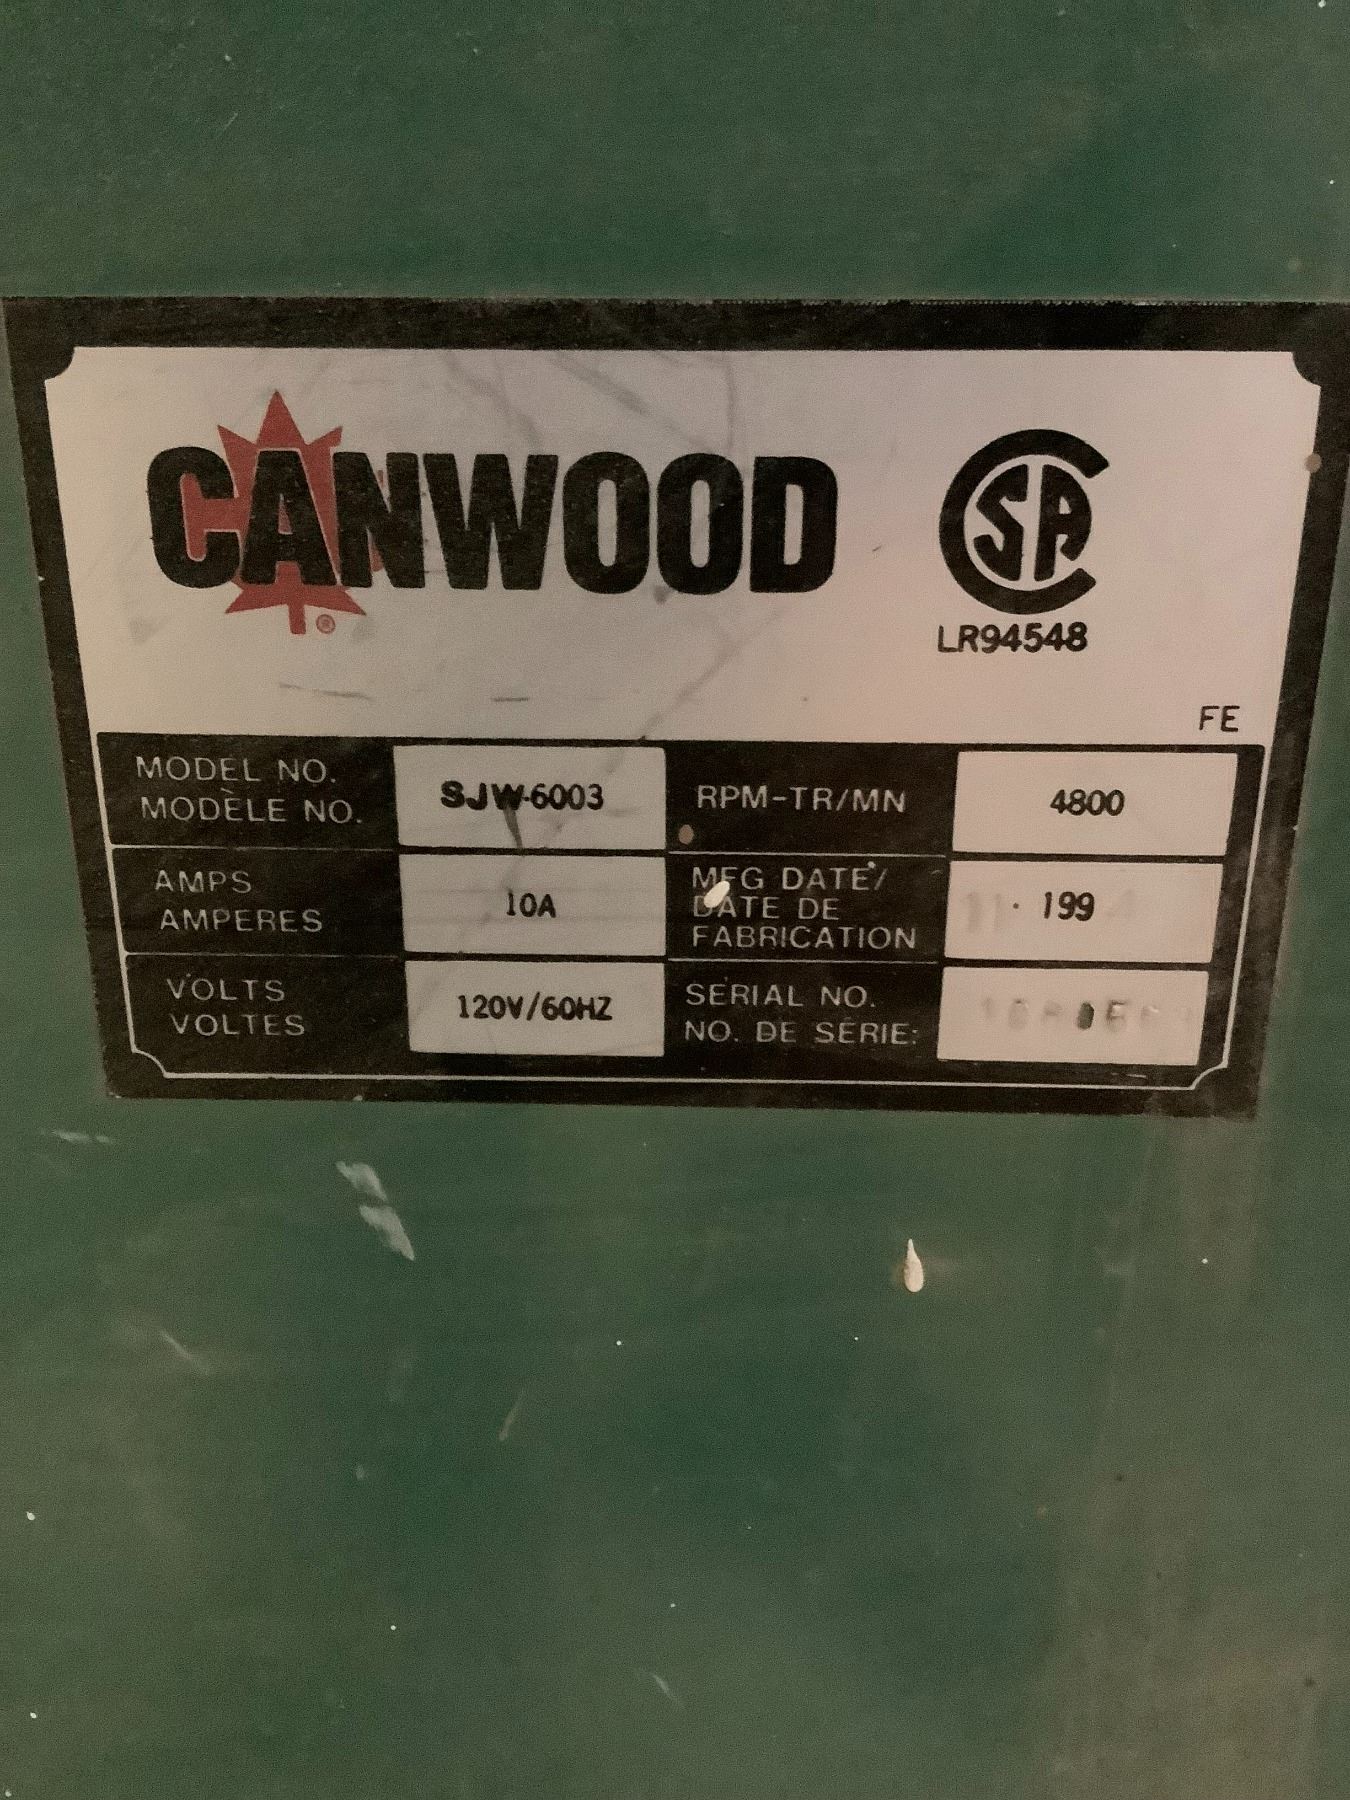 CANWOOD
®
CSA
LR94548
FE
MODEL NO.
MODÈLE NO.
SJW-6003
RPM-TR/MN
4800
AMPS
AMPERES
10A
MFG DATE/
DATE DE
FABRICATION
199
VOLTS
VOLTES
120V/60HZ
SERIAL NO.
NO. DE SÉRIE: